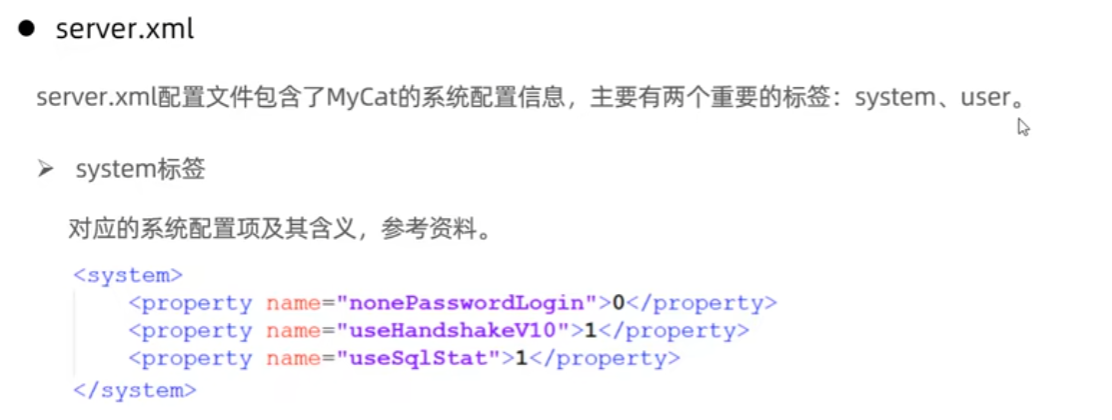 ● server.xml
server.xml配置文件包含了MyCat的系统配置信息，主要有两个重要的标签：system、user。
➢ system标签
对应的系统配置项及其含义，参考资料。
<system>
<property name="nonePasswordLogin">0</property>
<property name="useHandshakeV10">1</property>
<property name="useSqlStat">1</property>
</system>